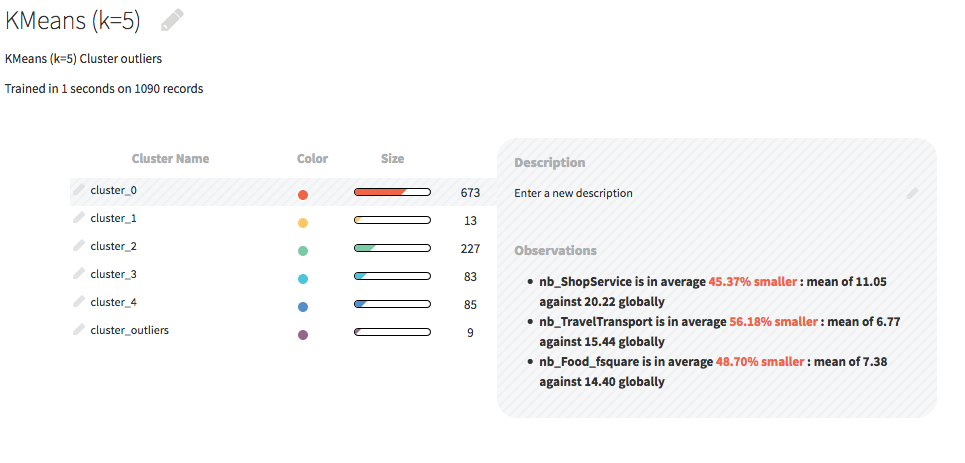 KMeans (k=5)
KMeans (k=5) Cluster outliers
Trained in 1 seconds on 1090 records
Cluster Name Color Size
cluster_0 673
cluster_1 13
cluster_2 227
cluster_3 83
cluster_4 85
cluster_outliers 9
Description
Enter a new description
Observations
• nb_ShopService is in average 45.37% smaller : mean of 11.05
against 20.22 globally
• nb_TravelTransport is in average 56.18% smaller : mean of 6.77
against 15.44 globally
• nb_Food_fsquare is in average 48.70% smaller : mean of 7.38
against 14.40 globally